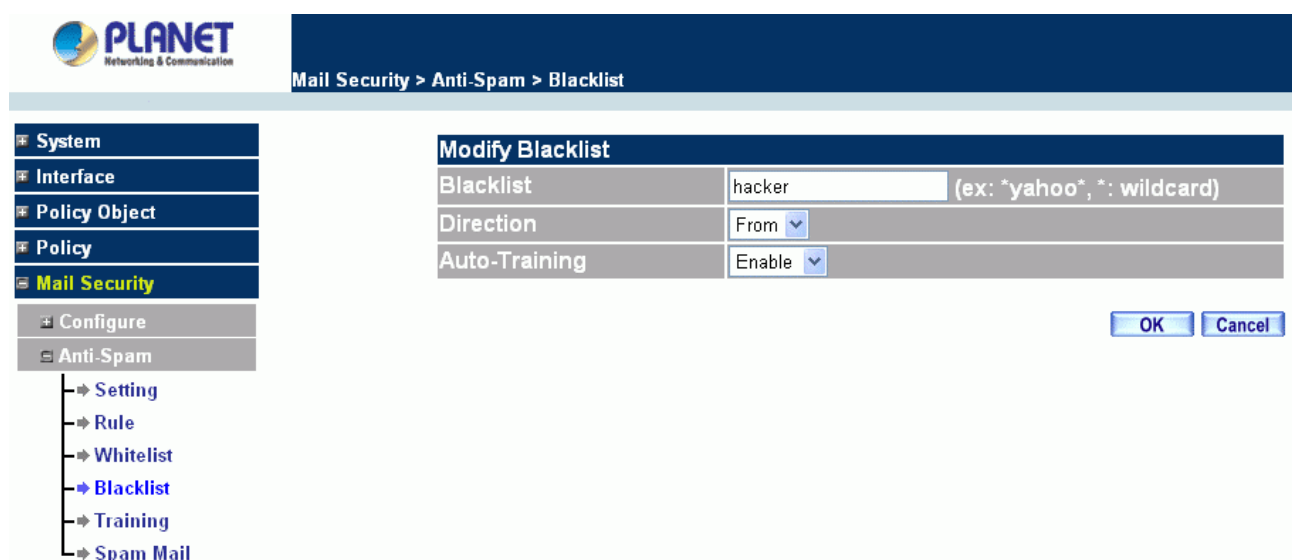 PLANET
Networking & Communication
Mail Security > Anti-Spam > Blacklist
System
Interface
Policy Object
Policy
Mail Security
Configure
Anti-Spam
Setting
Rule
Whitelist
Blacklist
Training
Spam Mail
Modify Blacklist
Blacklist hacker (ex: *yahoo*, *: wildcard)
Direction From
Auto-Training Enable
OK Cancel